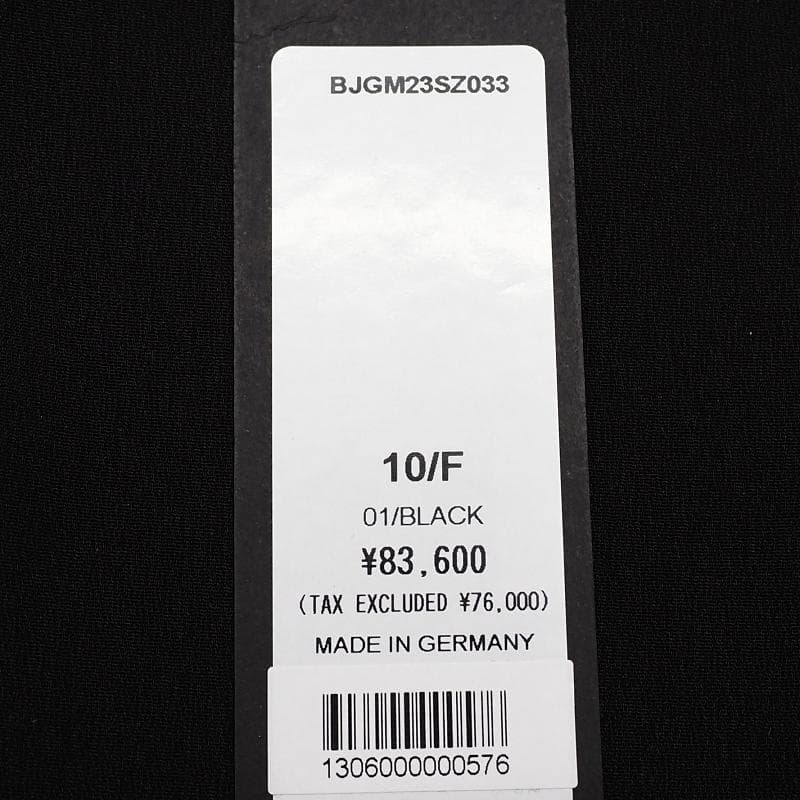 BJGM23SZ033
10/F
01/BLACK
¥83,600
(TAX EXCLUDED ¥76,000)
MADE IN GERMANY
1306000000576